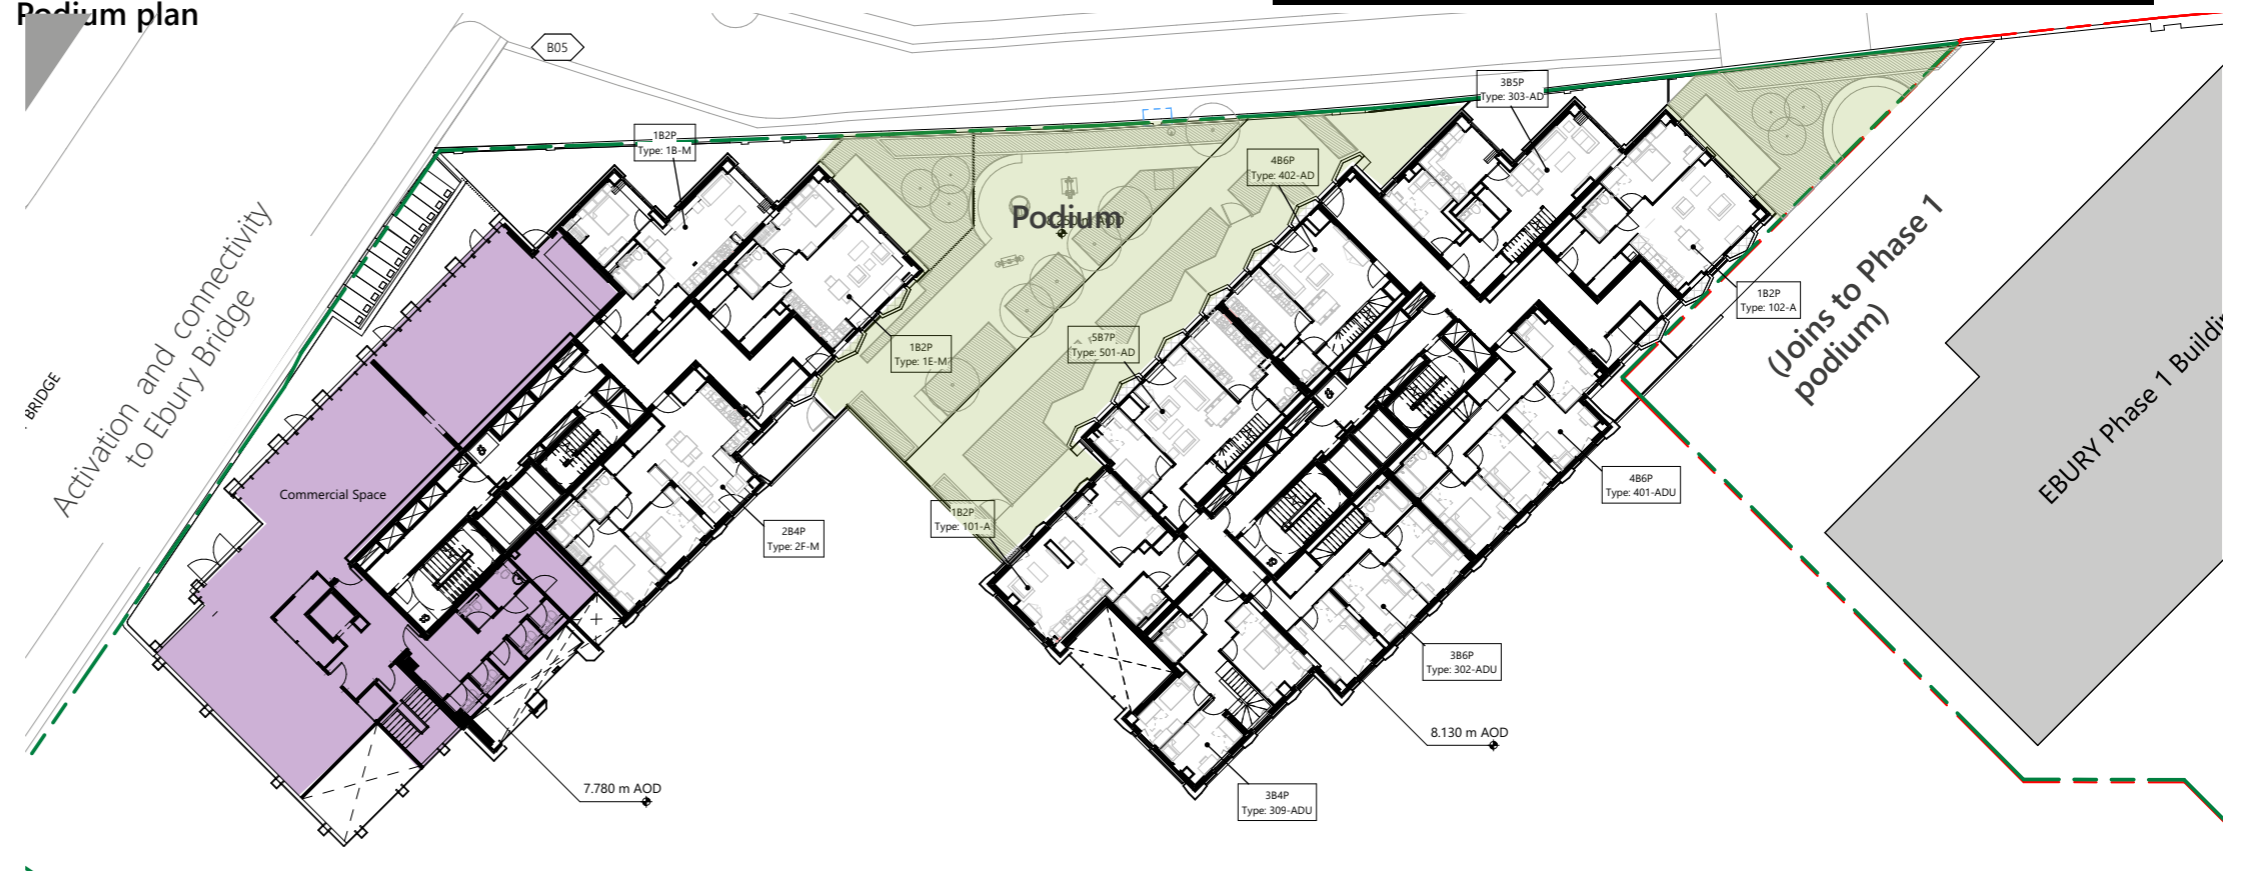 Podium plan
B05
3B5P
Type: 303-AD
1B2P
Type: 1B-M
4B6P
Type: 402-AD
Podium
Activation and connectivity
to Ebury Bridge
BRIDGE
(Joins to Phase 1
podium)
1B2P
Type: 102-A
1B2P
Type: 1E-M
5B7P
Type: 501-AD
EBURY Phase 1 Buildi
Commercial Space
4B6P
Type: 401-ADU
1B2P
Type: 101-A
2B4P
Type: 2F-M
3B6P
Type: 302-ADU
8.130 m AOD
7.780 m AOD
3B4P
Type: 309-ADU